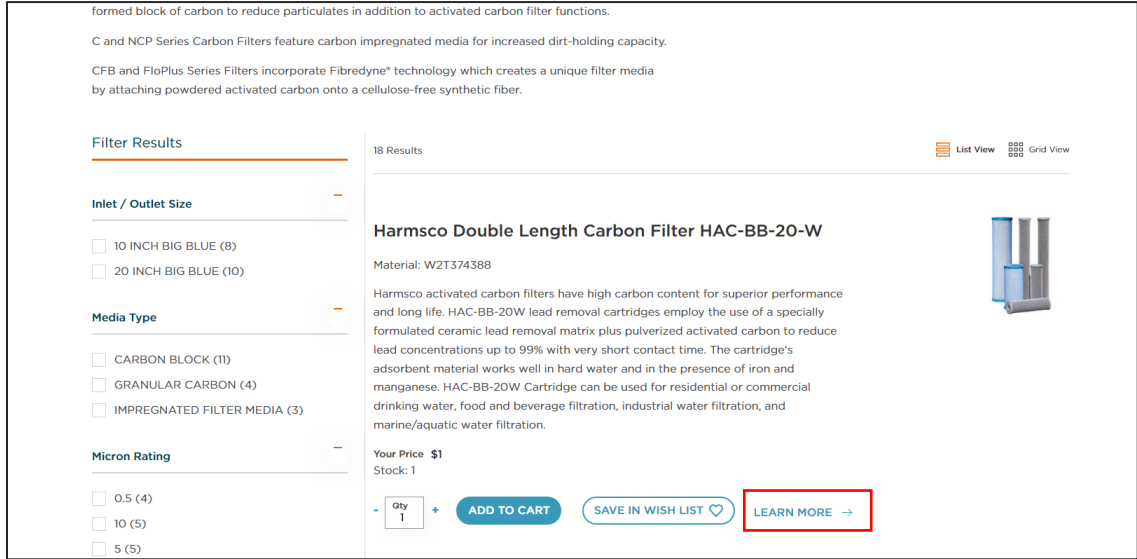 formed block of carbon to reduce particulates in addition to activated carbon filter functions.
C and NCP Series Carbon Filters feature carbon impregnated media for increased dirt-holding capacity.
CFB and FloPlus Series Filters incorporate Fibredyne® technology which creates a unique filter media
by attaching powdered activated carbon onto a cellulose-free synthetic fiber.
Filter Results
Inlet / Outlet Size
10 INCH BIG BLUE (8)
20 INCH BIG BLUE (10)
Media Type
CARBON BLOCK (11)
GRANULAR CARBON (4)
IMPREGNATED FILTER MEDIA (3)
Micron Rating
0.5 (4)
10 (5)
5 (5)
18 Results
List View
Grid View
Harmsco Double Length Carbon Filter HAC-BB-20-W
Material: W2T374388
Harmsco activated carbon filters have high carbon content for superior performance
and long life. HAC-BB-20W lead removal cartridges employ the use of a specially
formulated ceramic lead removal matrix plus pulverized activated carbon to reduce
lead concentrations up to 99% with very short contact time. The cartridge's
adsorbent material works well in hard water and in the presence of iron and
manganese. HAC-BB-20W Cartridge can be used for residential or commercial
drinking water, food and beverage filtration, industrial water filtration, and
marine/aquatic water filtration.
Your Price $1
Stock: 1
- Qty 1 +
ADD TO CART
SAVE IN WISH LIST
LEARN MORE →